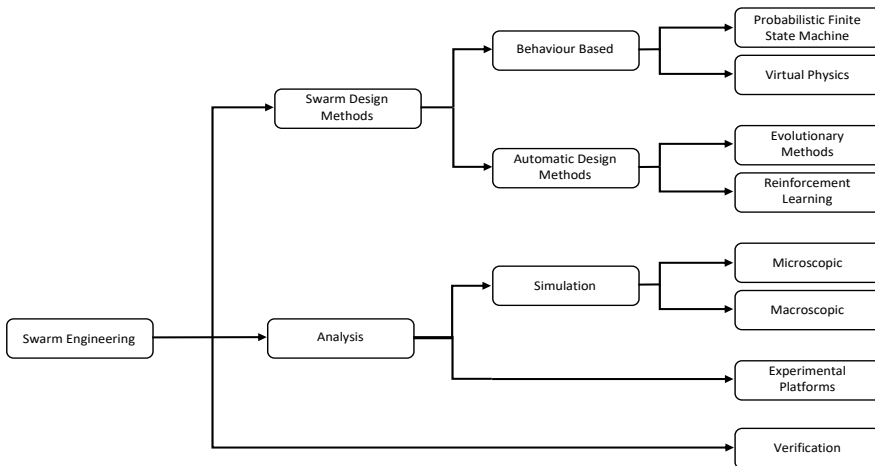 Probabilistic Finite
State Machine
Behaviour Based
Virtual Physics
Swarm Design
Methods
Evolutionary
Methods
Automatic Design
Methods
Reinforcement
Learning
Microscopic
Simulation
Macroscopic
Swarm Engineering
Analysis
Experimental
Platforms
Verification